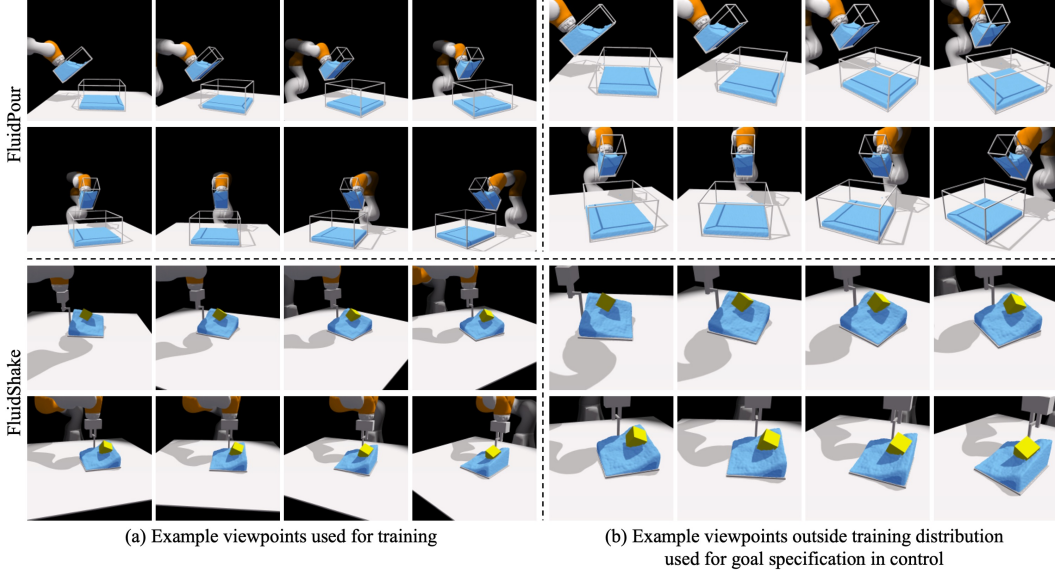 FluidPour
FluidShake
(a) Example viewpoints used for training
(b) Example viewpoints outside training distribution
used for goal specification in control